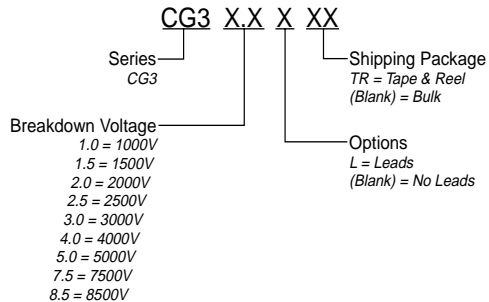 CG3 X.X X XX
Series
CG3
Shipping Package
TR = Tape & Reel
(Blank) = Bulk
Breakdown Voltage
1.0 = 1000V
1.5 = 1500V
2.0 = 2000V
2.5 = 2500V
3.0 = 3000V
4.0 = 4000V
5.0 = 5000V
7.5 = 7500V
8.5 = 8500V
Options
L = Leads
(Blank) = No Leads